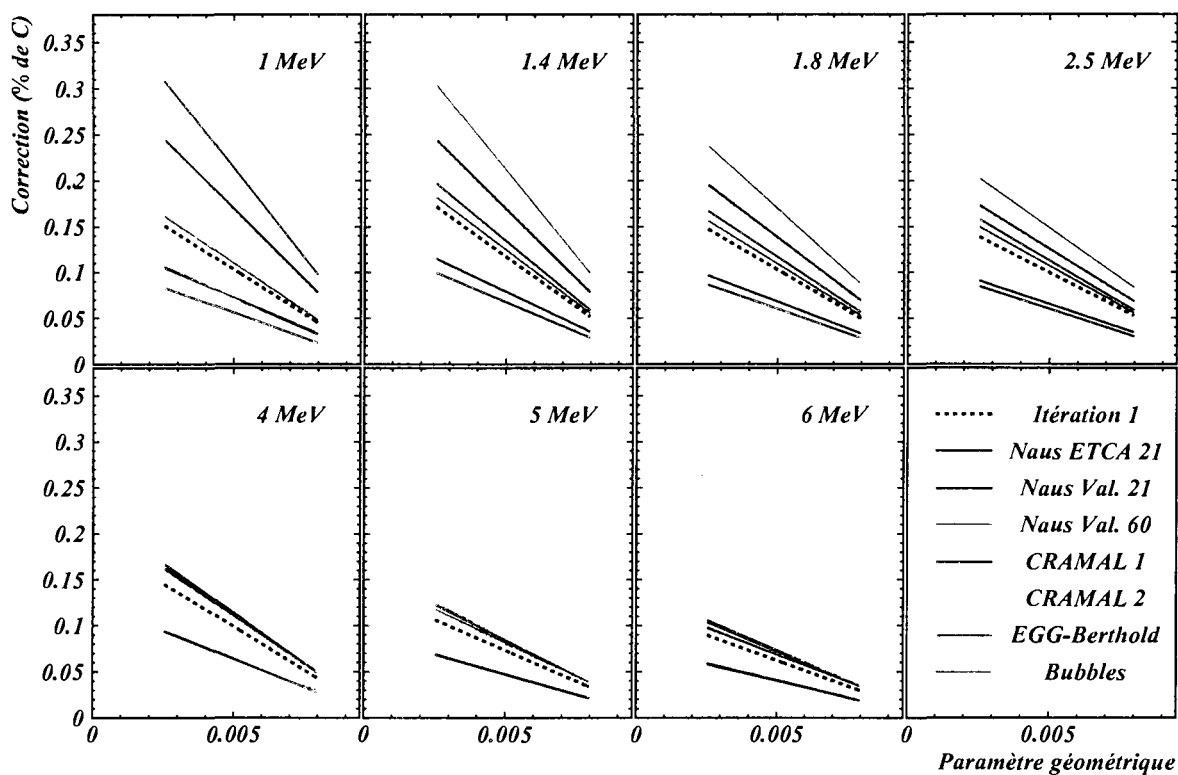 Correction (% de C)
0.35
0.3
0.25
0.2
0.15
0.1
0.05
0
1 MeV
1.4 MeV
1.8 MeV
2.5 MeV
0.35
0.3
0.25
0.2
0.15
0.1
0.05
0
4 MeV
5 MeV
6 MeV
Itération 1
Naus ETCA 21
Naus Val. 21
Naus Val. 60
CRAMAL 1
CRAMAL 2
EGG-Berthold
Bubbles
0 0.005 0 0.005 0 0.005 0 0.005
Paramètre géométrique